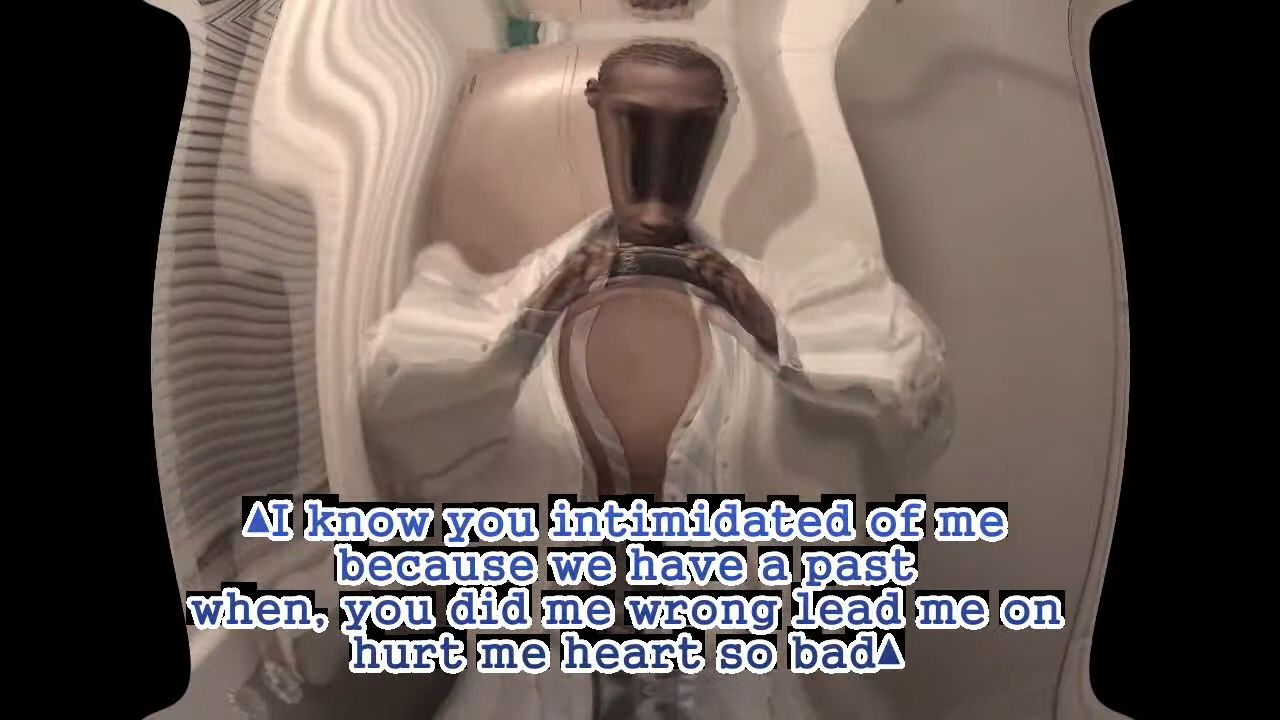 ▲I know you intimidated of me
because we have a past
when, you did me wrong lead me on
hurt me heart so bad▲